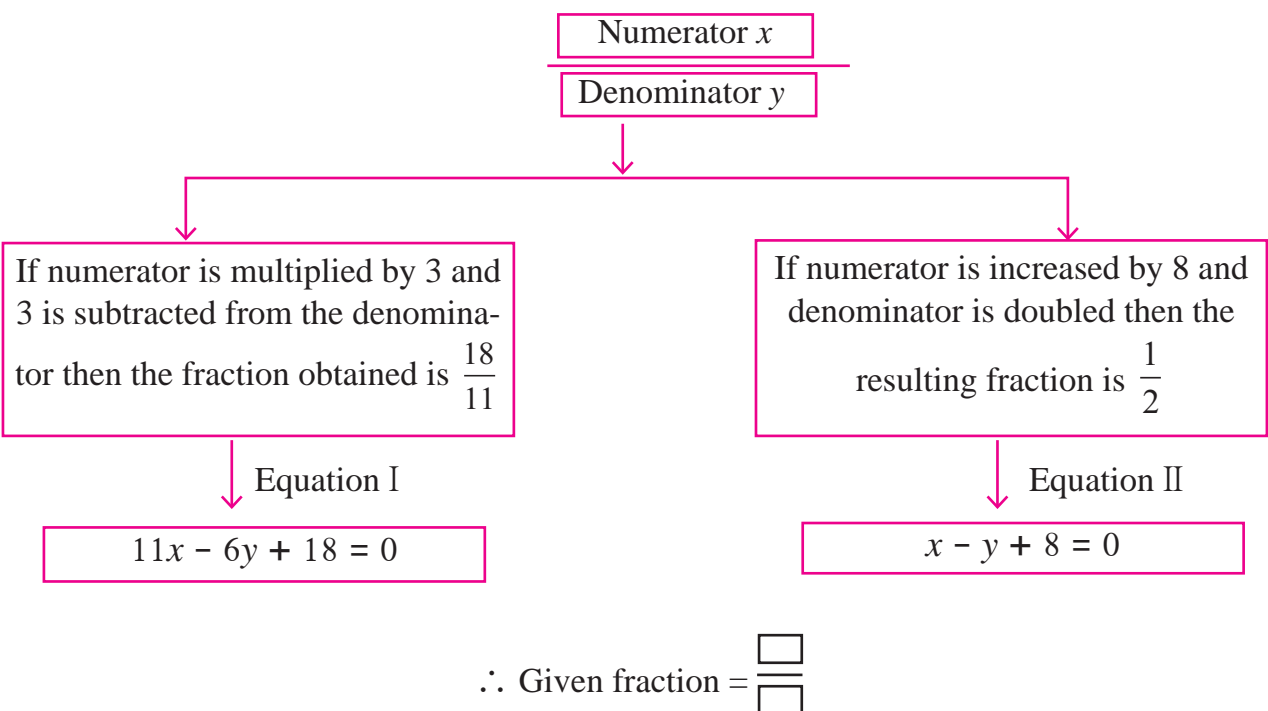 Numerator x
Denominator y
If numerator is multiplied by 3 and
3 is subtracted from the denomina-
tor then the fraction obtained is 18/11
If numerator is increased by 8 and
denominator is doubled then the
resulting fraction is 1/2
Equation I
Equation II
11x − 6y + 18 = 0
x − y + 8 = 0
∴ Given fraction = □/□